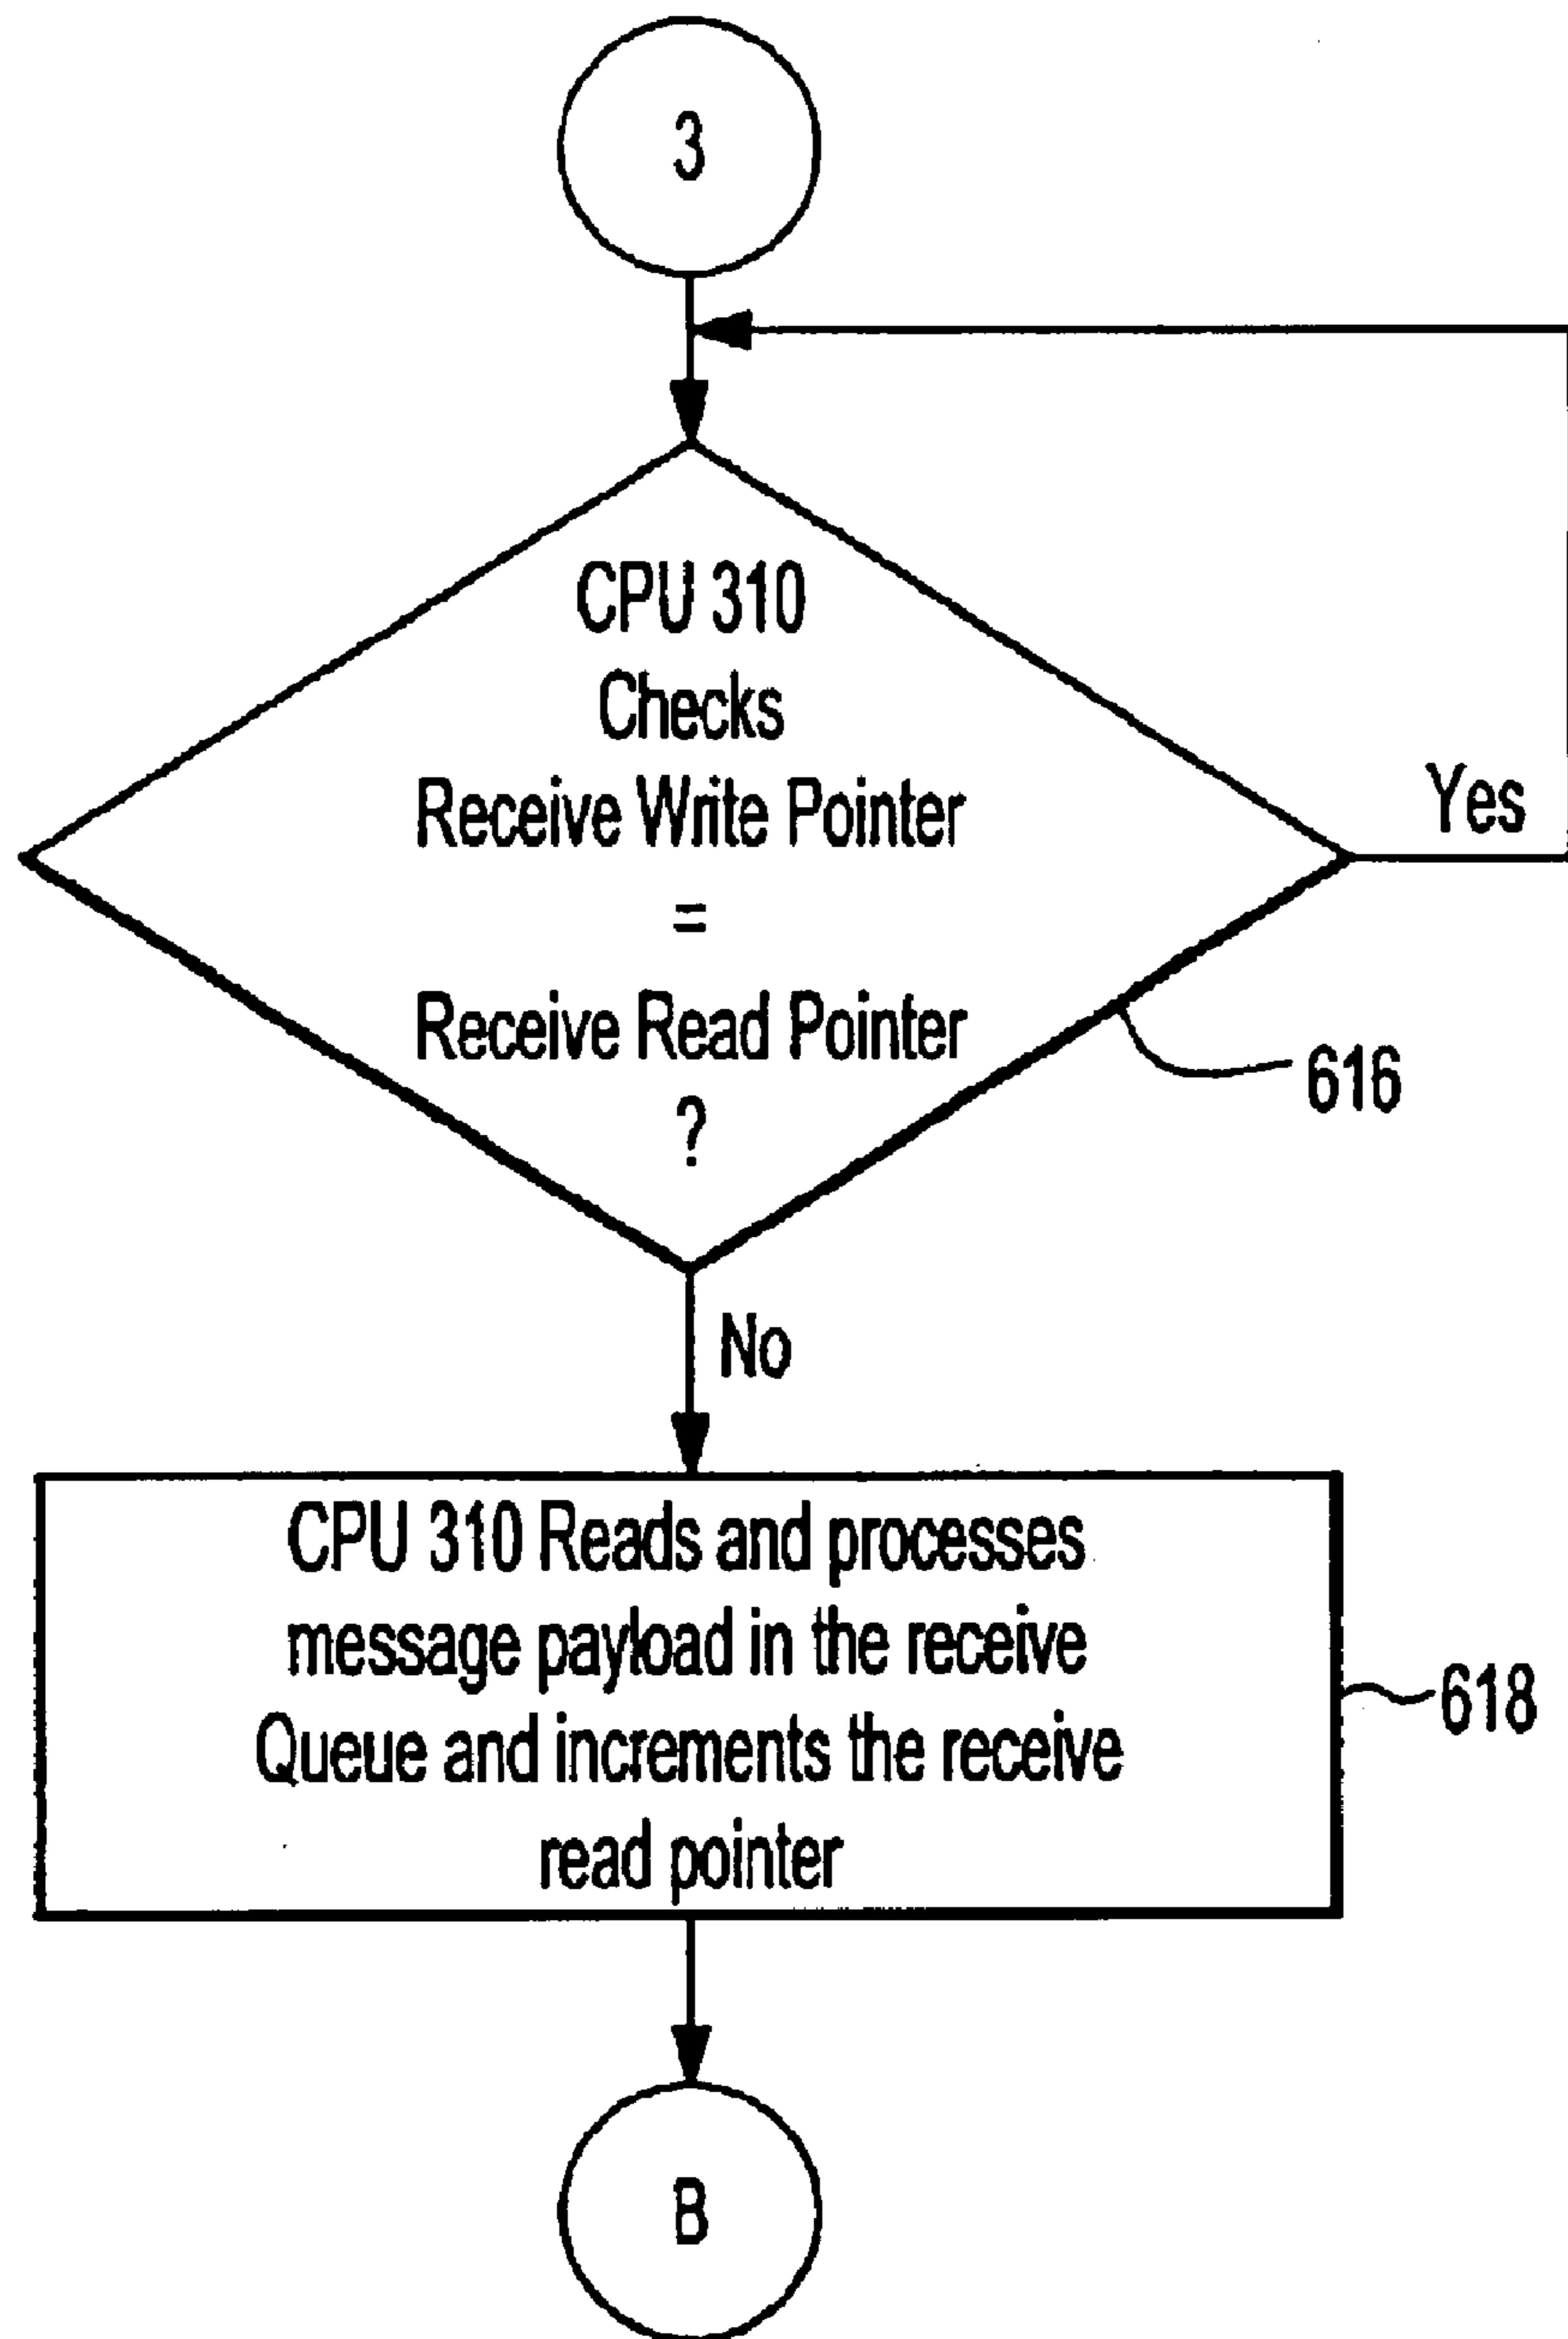 3
CPU 310
Checks
Receive Write Pointer
=
Receive Read Pointer
?
Yes
616
No
CPU 310 Reads and processes
message payload in the receive
Queue and increments the receive
read pointer
618
B